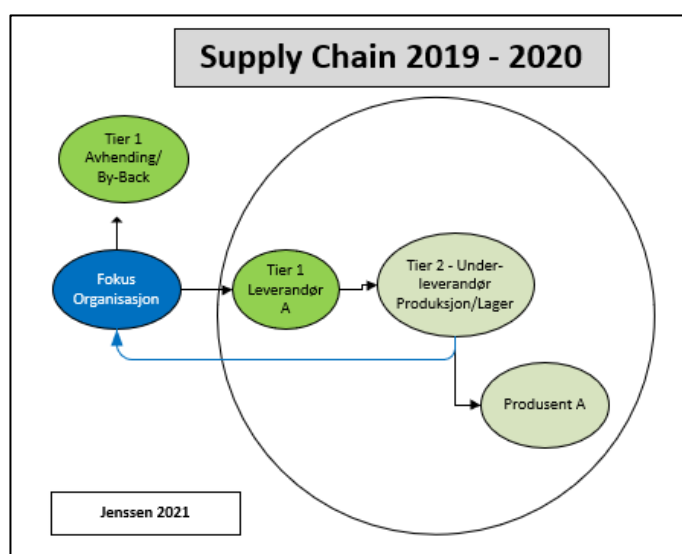 Supply Chain 2019 - 2020
Tier 1
Avhending/
By-Back
Fokus
Organisasjon
Tier 1
Leverandør
A
Tier 2 - Under-
leverandør
Produksjon/Lager
Produsent A
Jenssen 2021